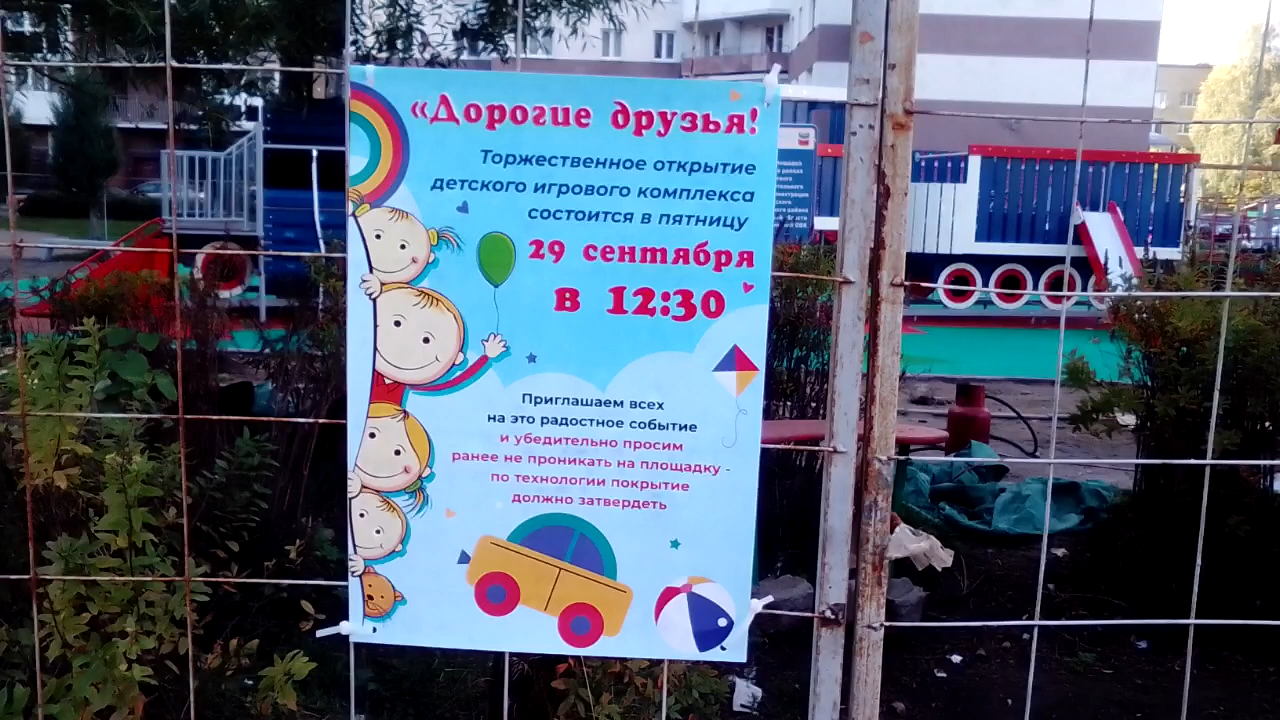 «Дорогие друзья!
Торжественное открытие
детского игрового комплекса
состоится в пятницу
29 сентября
в 12:30
Приглашаем всех
на это радостное событие
и убедительно просим
ранее не проникать на площадку -
по технологии покрытие
должно затвердеть